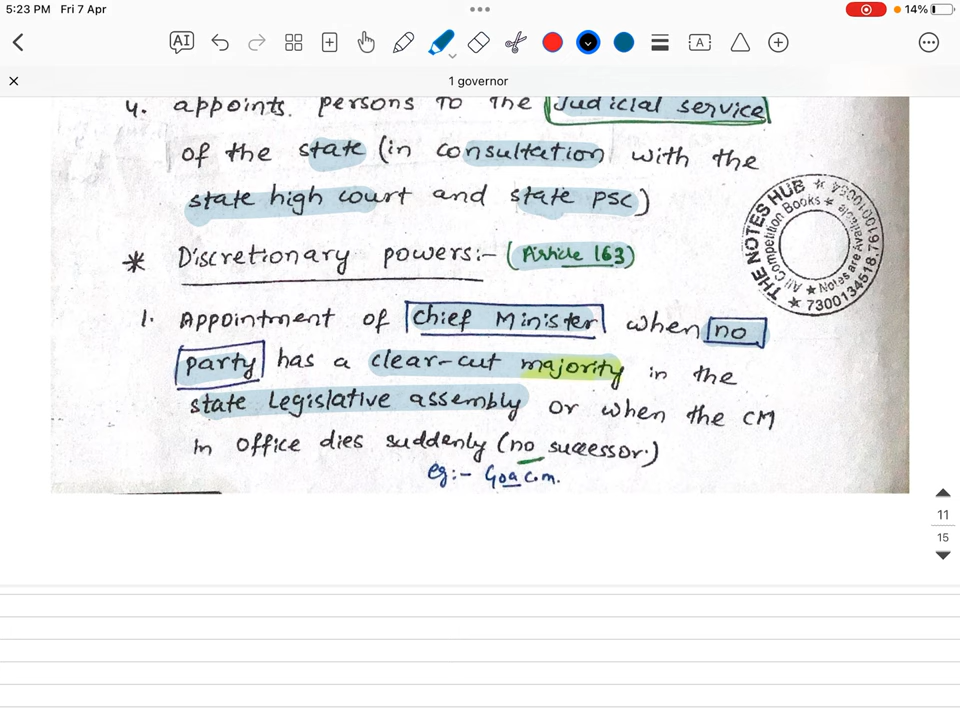 5:23 PM Fri 7 Apr
14%
AI
A
1 governor
4. appoints. persons to the Judicial service
of the state (in consultation with the
state high court and state PSC)
THE NOTES HUB
All Competition Books
Notes are Available
* Discretionary powers:- (Article 163)
1. Appointment of Chief Minister when no
party has a clear-cut majority in the
state Legislative assembly or when the CM
in office dies suddenly (no successor.)
eg:- Goa C.m.
11
15